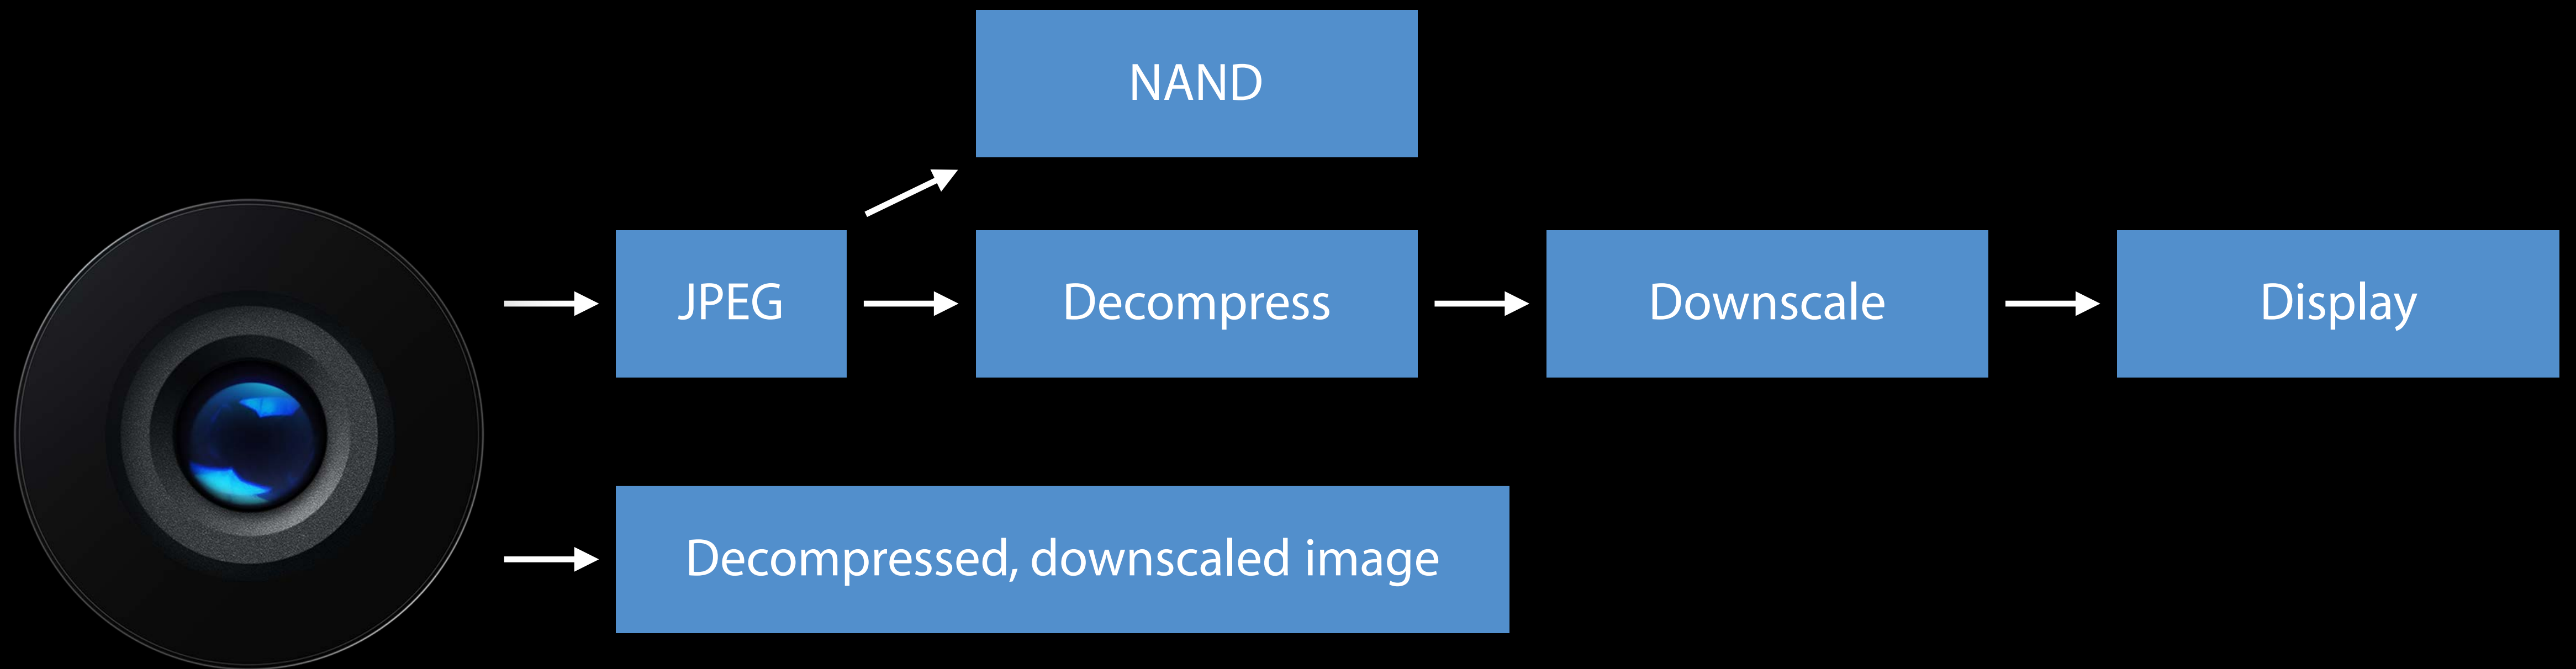 NAND
JPEG
Decompress
Downscale
Display
Decompressed, downscaled image